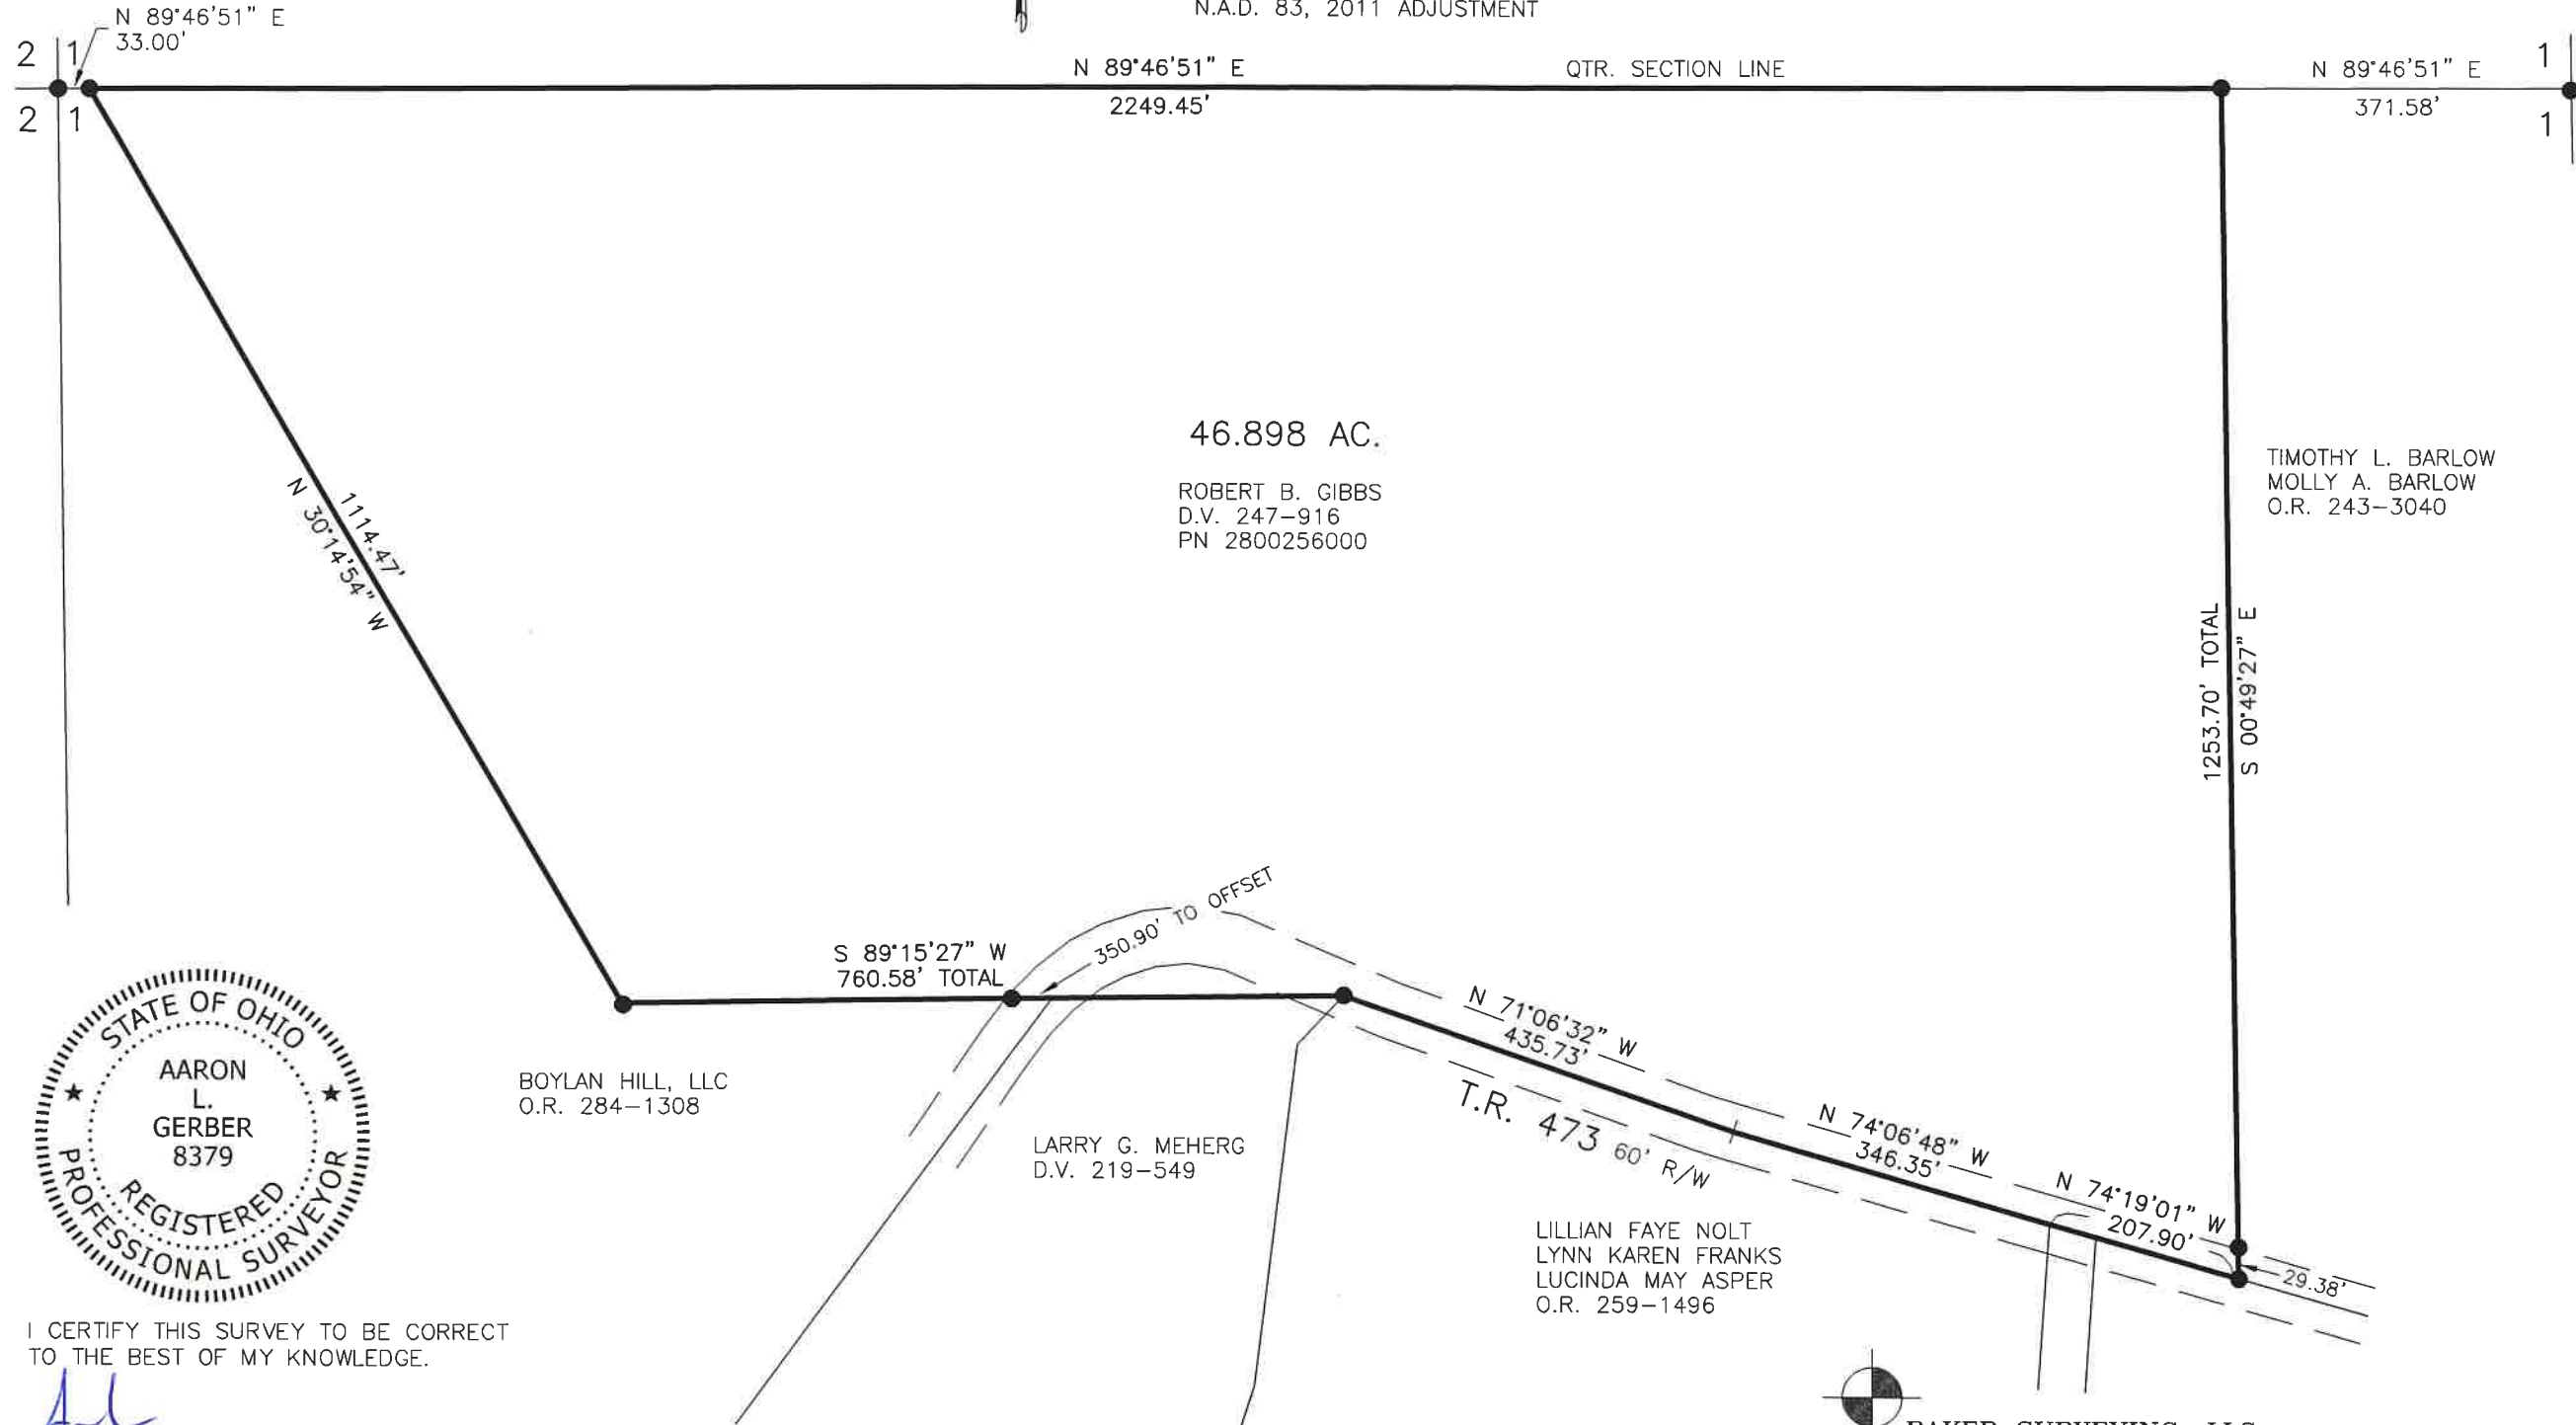 N.A.D. 83, 2011 ADJUSTMENT
N 89°46'51" E
33.00'
2 1
2 1
N 89°46'51" E
2249.45'
QTR. SECTION LINE
N 89°46'51" E
371.58'
1
1
46.898 AC.
ROBERT B. GIBBS
D.V. 247-916
PN 2800256000
TIMOTHY L. BARLOW
MOLLY A. BARLOW
O.R. 243-3040
1114.47'
N 30°14'54" W
1253.70' TOTAL
S 00°49'27" E
350.90' TO OFFSET
S 89°15'27" W
760.58' TOTAL
N 71°06'32" W
435.73'
T.R. 473 60' R/W
N 74°06'48" W
346.35'
N 74°19'01" W
207.90'
29.38'
BOYLAN HILL, LLC
O.R. 284-1308
LARRY G. MEHERG
D.V. 219-549
LILLIAN FAYE NOLT
LYNN KAREN FRANKS
LUCINDA MAY ASPER
O.R. 259-1496
STATE OF OHIO
AARON
L.
GERBER
8379
REGISTERED
PROFESSIONAL SURVEYOR
I CERTIFY THIS SURVEY TO BE CORRECT
TO THE BEST OF MY KNOWLEDGE.
BAKER SURVEYING, LLC